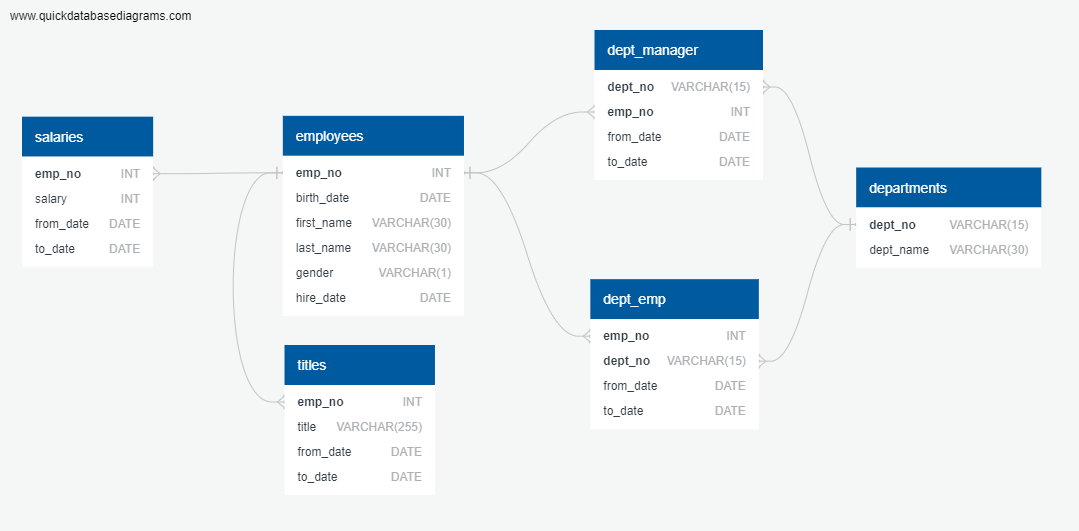 www.quickdatabasediagrams.com
salaries
emp_no INT
salary INT
from_date DATE
to_date DATE
employees
emp_no INT
birth_date DATE
first_name VARCHAR(30)
last_name VARCHAR(30)
gender VARCHAR(1)
hire_date DATE
titles
emp_no INT
title VARCHAR(255)
from_date DATE
to_date DATE
dept_manager
dept_no VARCHAR(15)
emp_no INT
from_date DATE
to_date DATE
dept_emp
emp_no INT
dept_no VARCHAR(15)
from_date DATE
to_date DATE
departments
dept_no VARCHAR(15)
dept_name VARCHAR(30)